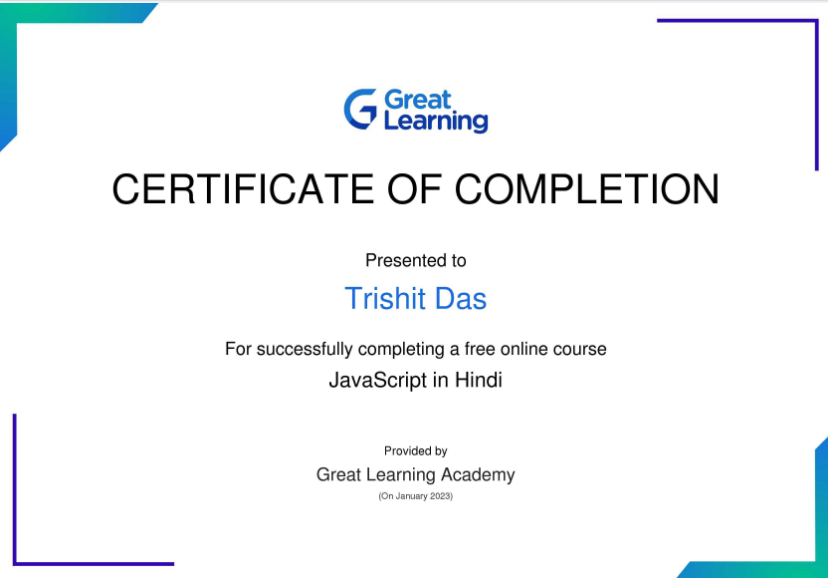 Great
Learning
CERTIFICATE OF COMPLETION
Presented to
Trishit Das
For successfully completing a free online course
JavaScript in Hindi
Provided by
Great Learning Academy
(On January 2023)